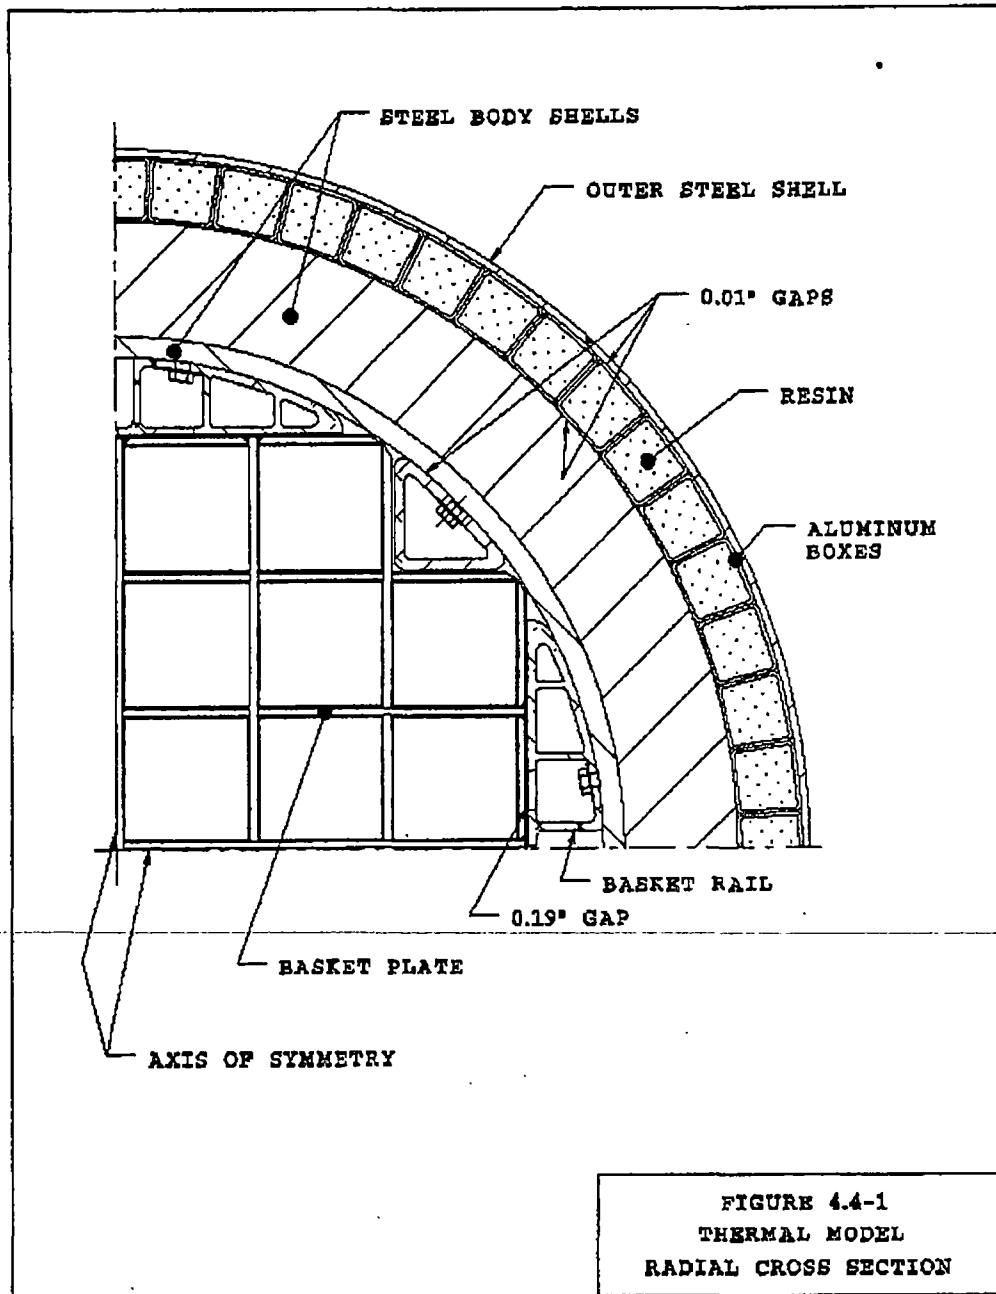 STEEL BODY SHELLS
OUTER STEEL SHELL
0.01" GAPS
RESIN
ALUMINUM
BOXES
BASKET RAIL
0.19" GAP
BASKET PLATE
AXIS OF SYMMETRY
FIGURE 4.4-1
THERMAL MODEL
RADIAL CROSS SECTION